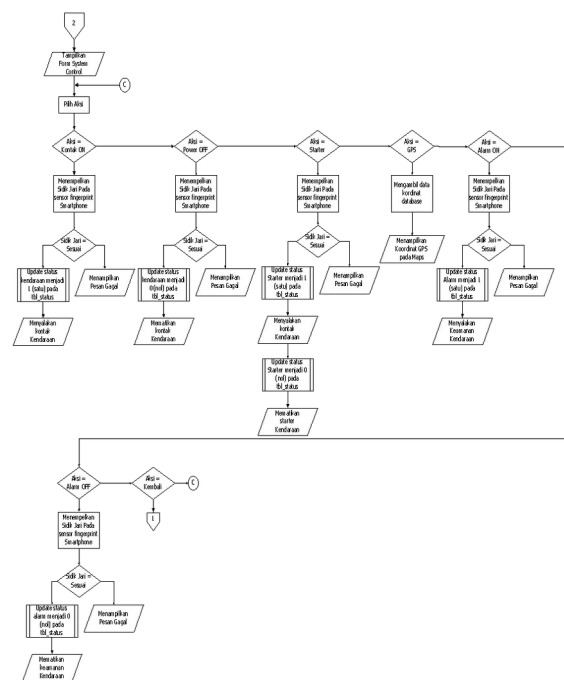 2
Tampilkan
Form System
Control
C
Pilih Aksi
Aksi =
Kontak ON
Aksi =
Power OFF
Aksi =
Starter
Aksi =
GPS
Aksi =
Alarm ON
Menempelkan
Sidik Jari Pada
sensor fingerprint
Smartphone
Menempelkan
Sidik Jari Pada
sensor fingerprint
Smartphone
Menempelkan
Sidik Jari Pada
sensor fingerprint
Smartphone
Mengambil data
kordinat
database
Menempelkan
Sidik Jari Pada
sensor fingerprint
Smartphone
Sidik Jari =
Sesuai
Sidik Jari =
Sesuai
Sidik Jari =
Sesuai
Menampilkan
Koordinat GPS
pada Maps
Sidik Jari =
Sesuai
Update status
kendaraan menjadi
1 (satu) pada
tbl_status
Menampilkan
Pesan Gagal
Update status
kendaraan menjadi
0(nol) pada
tbl_status
Menampilkan
Pesan Gagal
Update status
Starter menjadi 1
(satu) pada
tbl_status
Menampilkan
Pesan Gagal
Update status
Alarm menjadi 1
(satu) pada
tbl_status
Menampilkan
Pesan Gagal
Menyalakan
kontak
Kendaraan
Mematikan
kontak
Kendaraan
Menyalakan
kontak
Kendaraan
Menyalakan
Keamanan
Kendaraan
Update status
Starter menjadi 0
(nol) pada
tbl_status
Mematikan
starter
Kendaraan
Aksi =
Alarm OFF
Aksi =
Kembali
C
1
Menempelkan
Sidik Jari Pada
sensor fingerprint
Smartphone
Sidik Jari =
Sesuai
Update status
alarm menjadi 0
(nol) pada
tbl_status
Menampilkan
Pesan Gagal
Mematikan
keamanan
Kendaraan